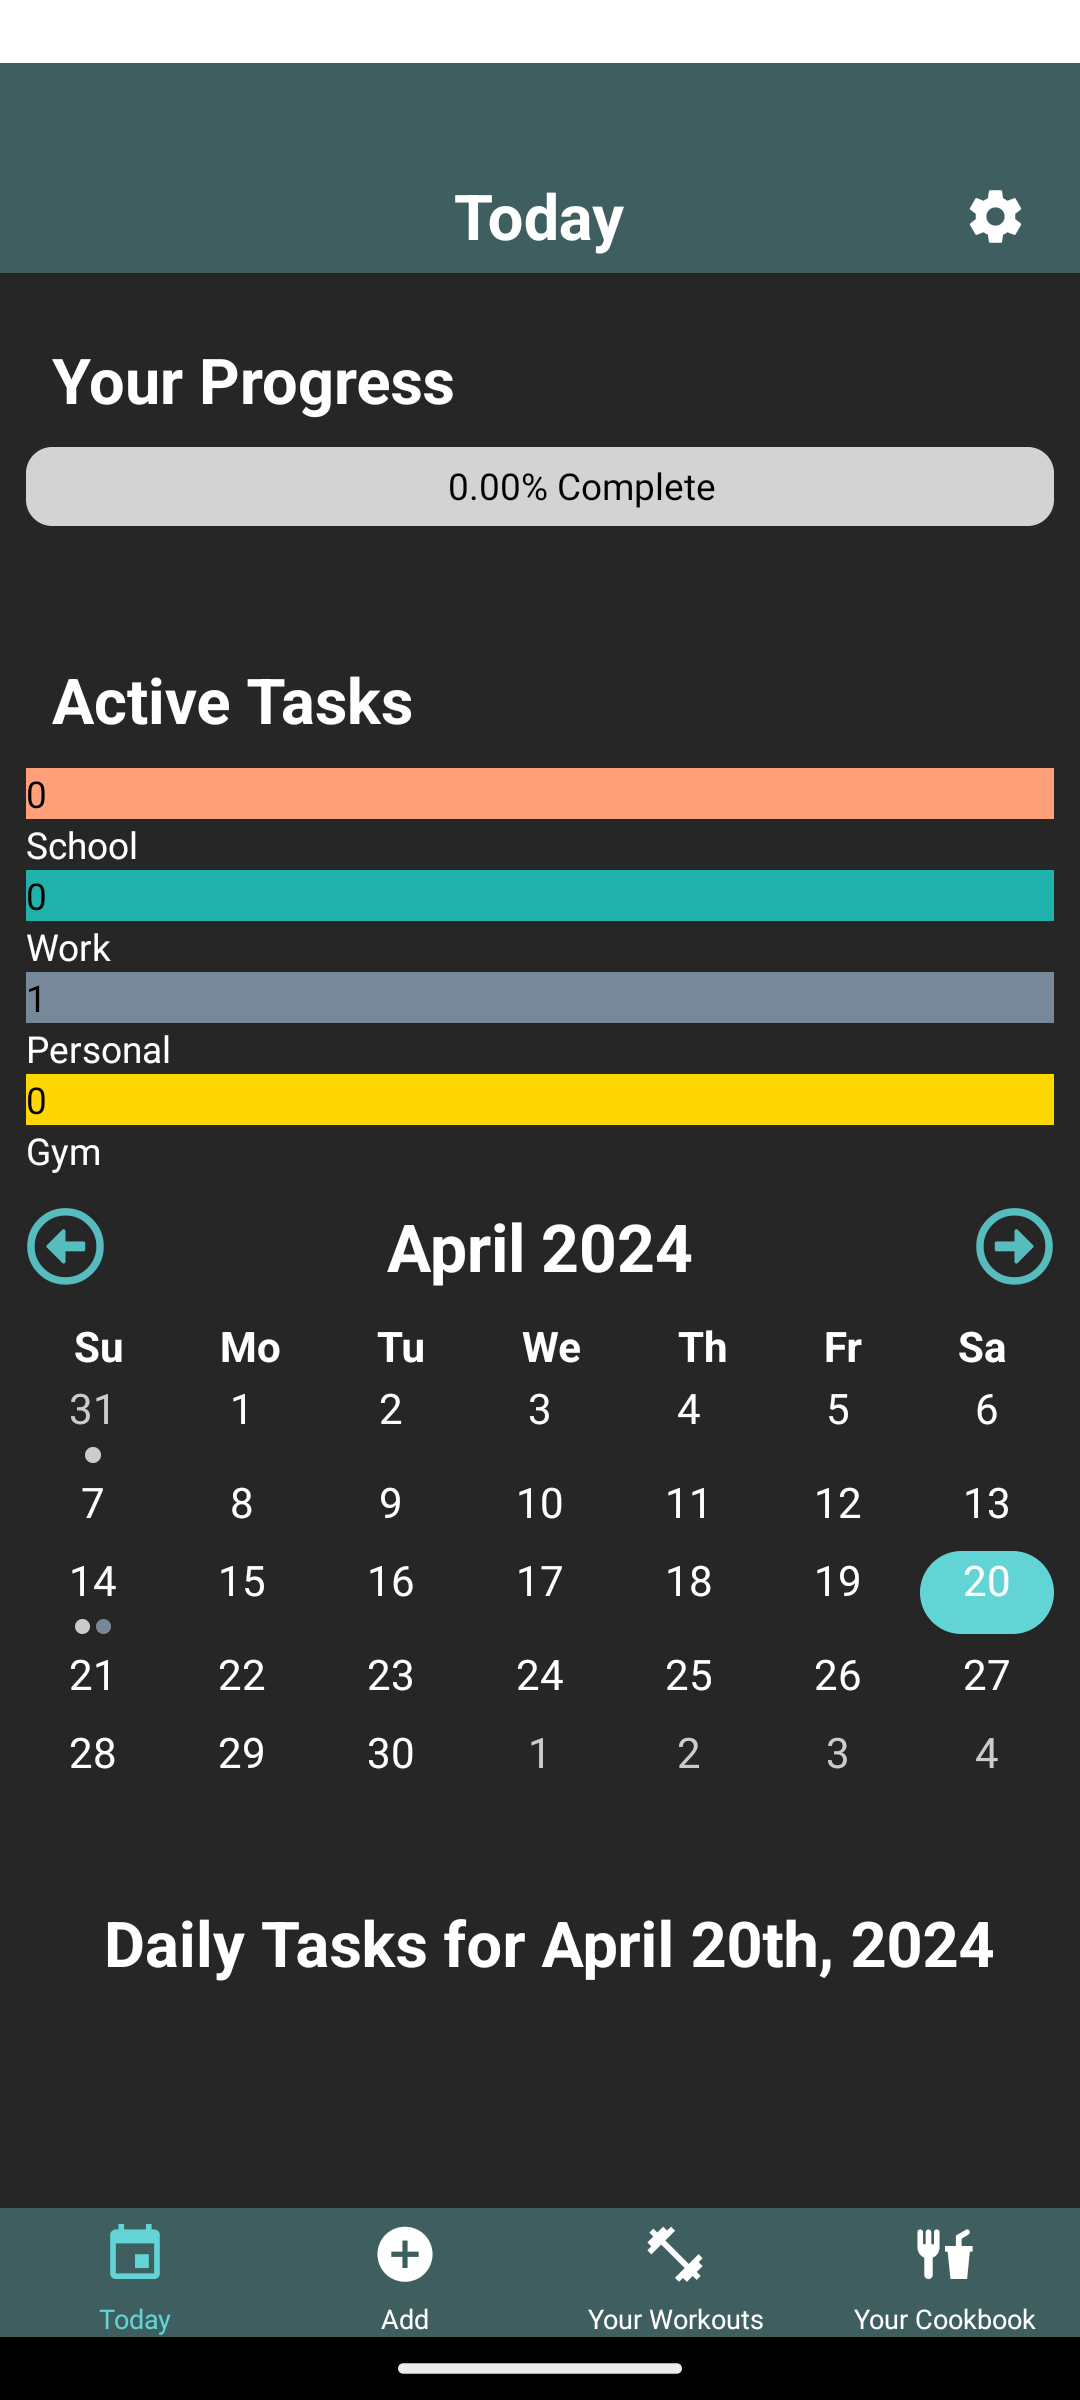 Today
Your Progress
0.00% Complete
Active Tasks
0
School
0
Work
1
Personal
0
Gym
April 2024
Su Mo Tu We Th Fr Sa
31 1 2 3 4 5 6
7 8 9 10 11 12 13
14 15 16 17 18 19 20
21 22 23 24 25 26 27
28 29 30 1 2 3 4
Daily Tasks for April 20th, 2024
Today Add Your Workouts Your Cookbook